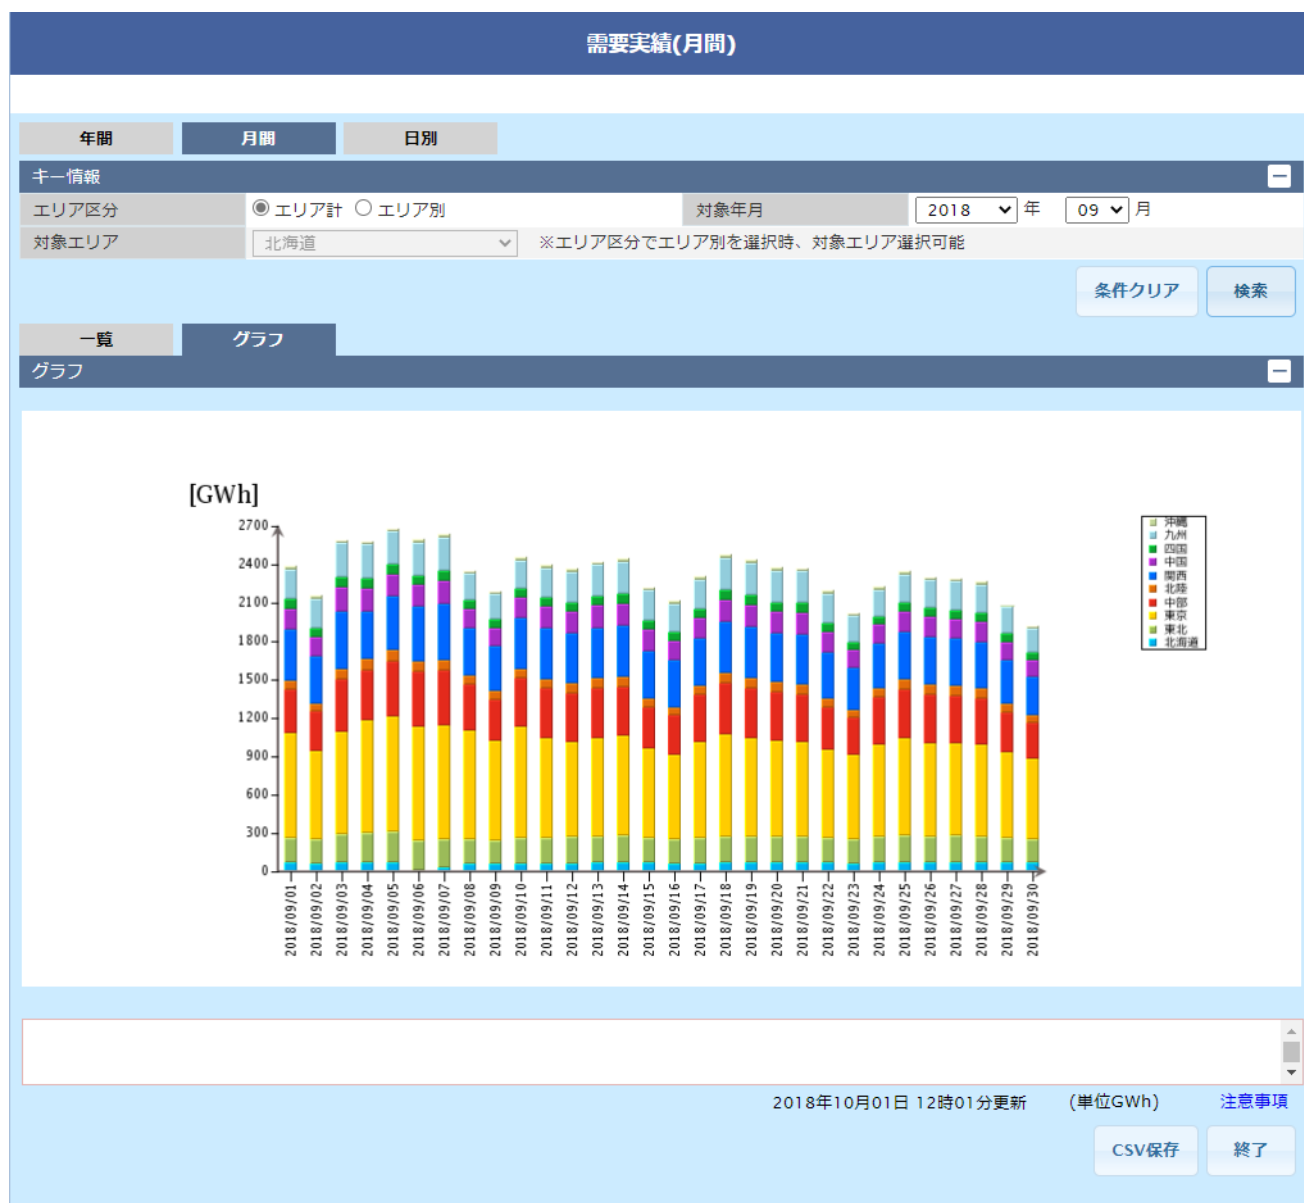 需要実績(月間)
年間 月間 日別
キー情報
エリア区分 エリア計 エリア別 対象年月 2018 年 09 月
対象エリア 北海道 ※エリア区分でエリア別を選択時、対象エリア選択可能
条件クリア 検索
一覧 グラフ
グラフ
[GWh]
2700
2400
2100
1800
1500
1200
900
600
300
0
沖縄
九州
四国
中国
関西
北陸
中部
東京
東北
北海道
2018/09/01
2018/09/02
2018/09/03
2018/09/04
2018/09/05
2018/09/06
2018/09/07
2018/09/08
2018/09/09
2018/09/10
2018/09/11
2018/09/12
2018/09/13
2018/09/14
2018/09/15
2018/09/16
2018/09/17
2018/09/18
2018/09/19
2018/09/20
2018/09/21
2018/09/22
2018/09/23
2018/09/24
2018/09/25
2018/09/26
2018/09/27
2018/09/28
2018/09/29
2018/09/30
2018年10月01日 12時01分更新 (単位GWh) 注意事項
CSV保存 終了